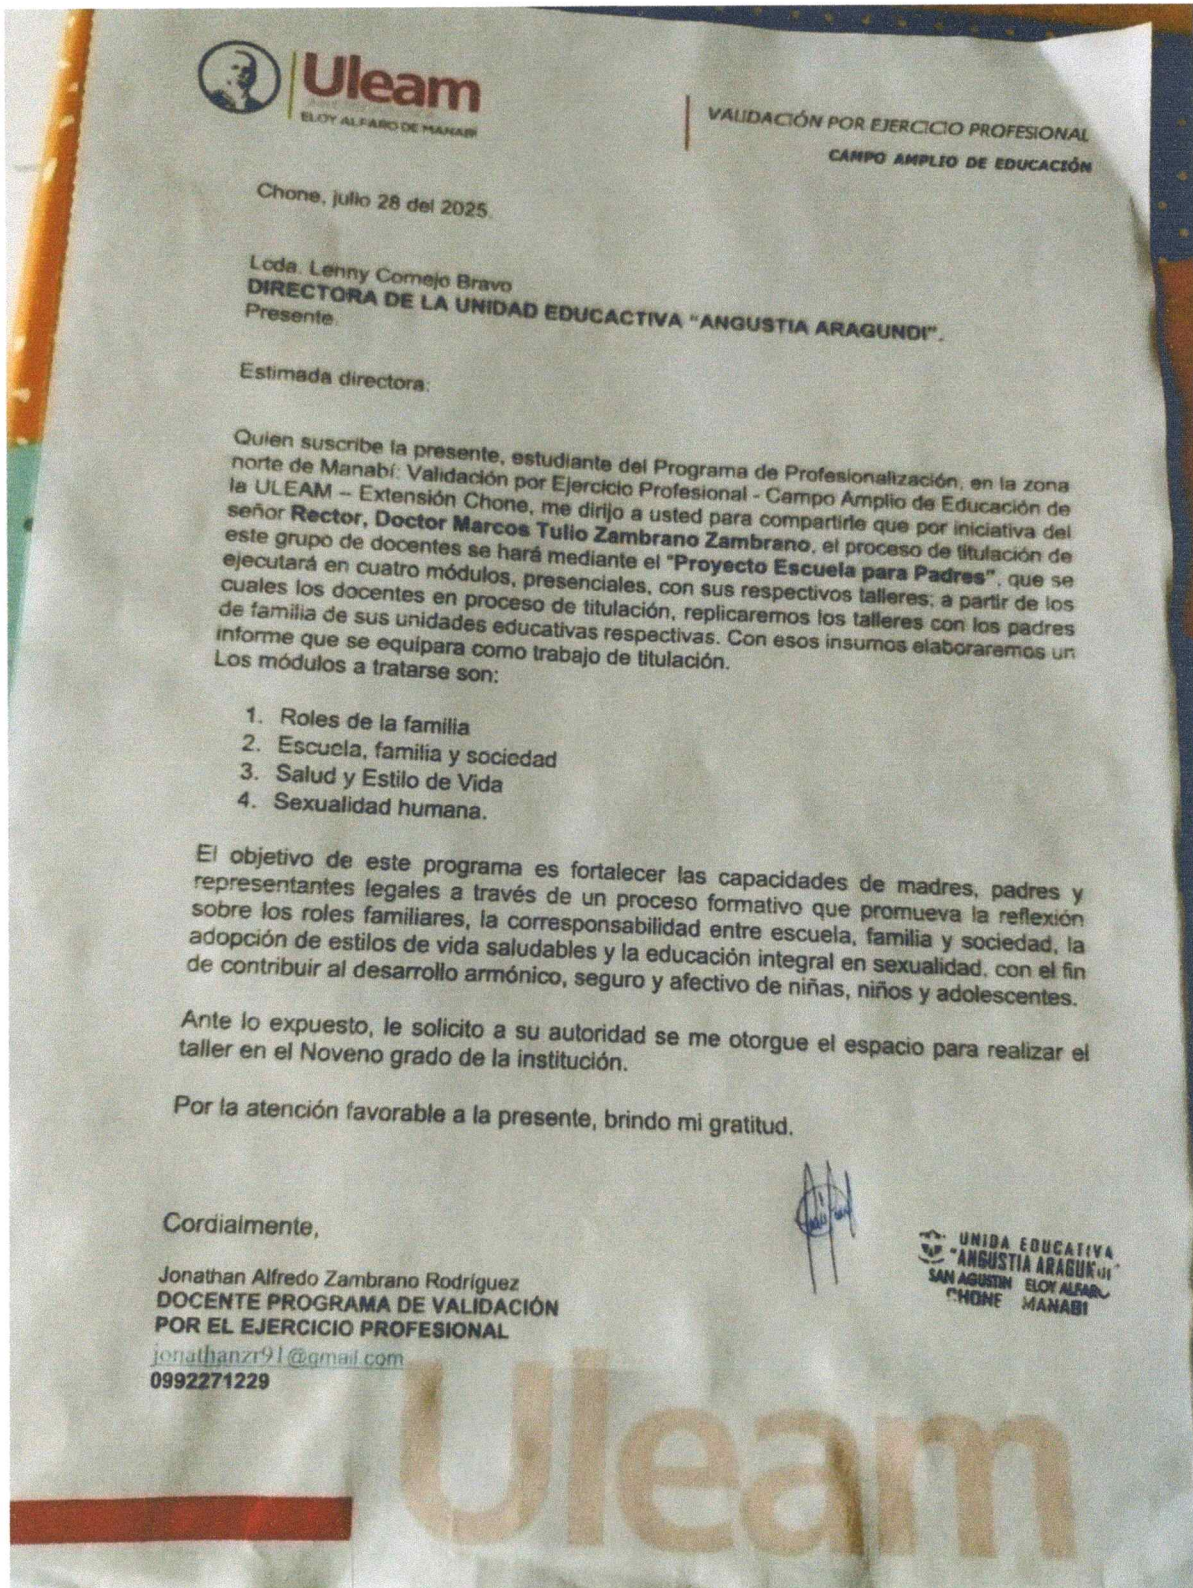 Uleam
ELOY ALFARO DE MANABÍ
VALIDACIÓN POR EJERCICIO PROFESIONAL
CAMPO AMPLIO DE EDUCACIÓN
Chone, julio 28 del 2025.
Lcda. Lenny Cornejo Bravo
DIRECTORA DE LA UNIDAD EDUCACTIVA “ANGUSTIA ARAGUNDI”.
Presente.
Estimada directora:
Quien suscribe la presente, estudiante del Programa de Profesionalización, en la zona
norte de Manabí: Validación por Ejercicio Profesional - Campo Amplio de Educación de
la ULEAM – Extensión Chone, me dirijo a usted para compartirle que por iniciativa del
señor Rector, Doctor Marcos Tulio Zambrano Zambrano, el proceso de titulación de
este grupo de docentes se hará mediante el “Proyecto Escuela para Padres”, que se
ejecutará en cuatro módulos, presenciales, con sus respectivos talleres; a partir de los
cuales los docentes en proceso de titulación, replicaremos los talleres con los padres
de familia de sus unidades educativas respectivas. Con esos insumos elaboraremos un
informe que se equipara como trabajo de titulación.
Los módulos a tratarse son:
1. Roles de la familia
2. Escuela, familia y sociedad
3. Salud y Estilo de Vida
4. Sexualidad humana.
El objetivo de este programa es fortalecer las capacidades de madres, padres y
representantes legales a través de un proceso formativo que promueva la reflexión
sobre los roles familiares, la corresponsabilidad entre escuela, familia y sociedad, la
adopción de estilos de vida saludables y la educación integral en sexualidad, con el fin
de contribuir al desarrollo armónico, seguro y afectivo de niñas, niños y adolescentes.
Ante lo expuesto, le solicito a su autoridad se me otorgue el espacio para realizar el
taller en el Noveno grado de la institución.
Por la atención favorable a la presente, brindo mi gratitud.
Cordialmente,
UNIDA EDUCATIVA
"ANGUSTIA ARAGUNDI"
SAN AGUSTIN ELOY ALFARO
CHONE MANABI
Jonathan Alfredo Zambrano Rodríguez
DOCENTE PROGRAMA DE VALIDACIÓN
POR EL EJERCICIO PROFESIONAL
jonathanzr91@gmail.com
0992271229
Uleam